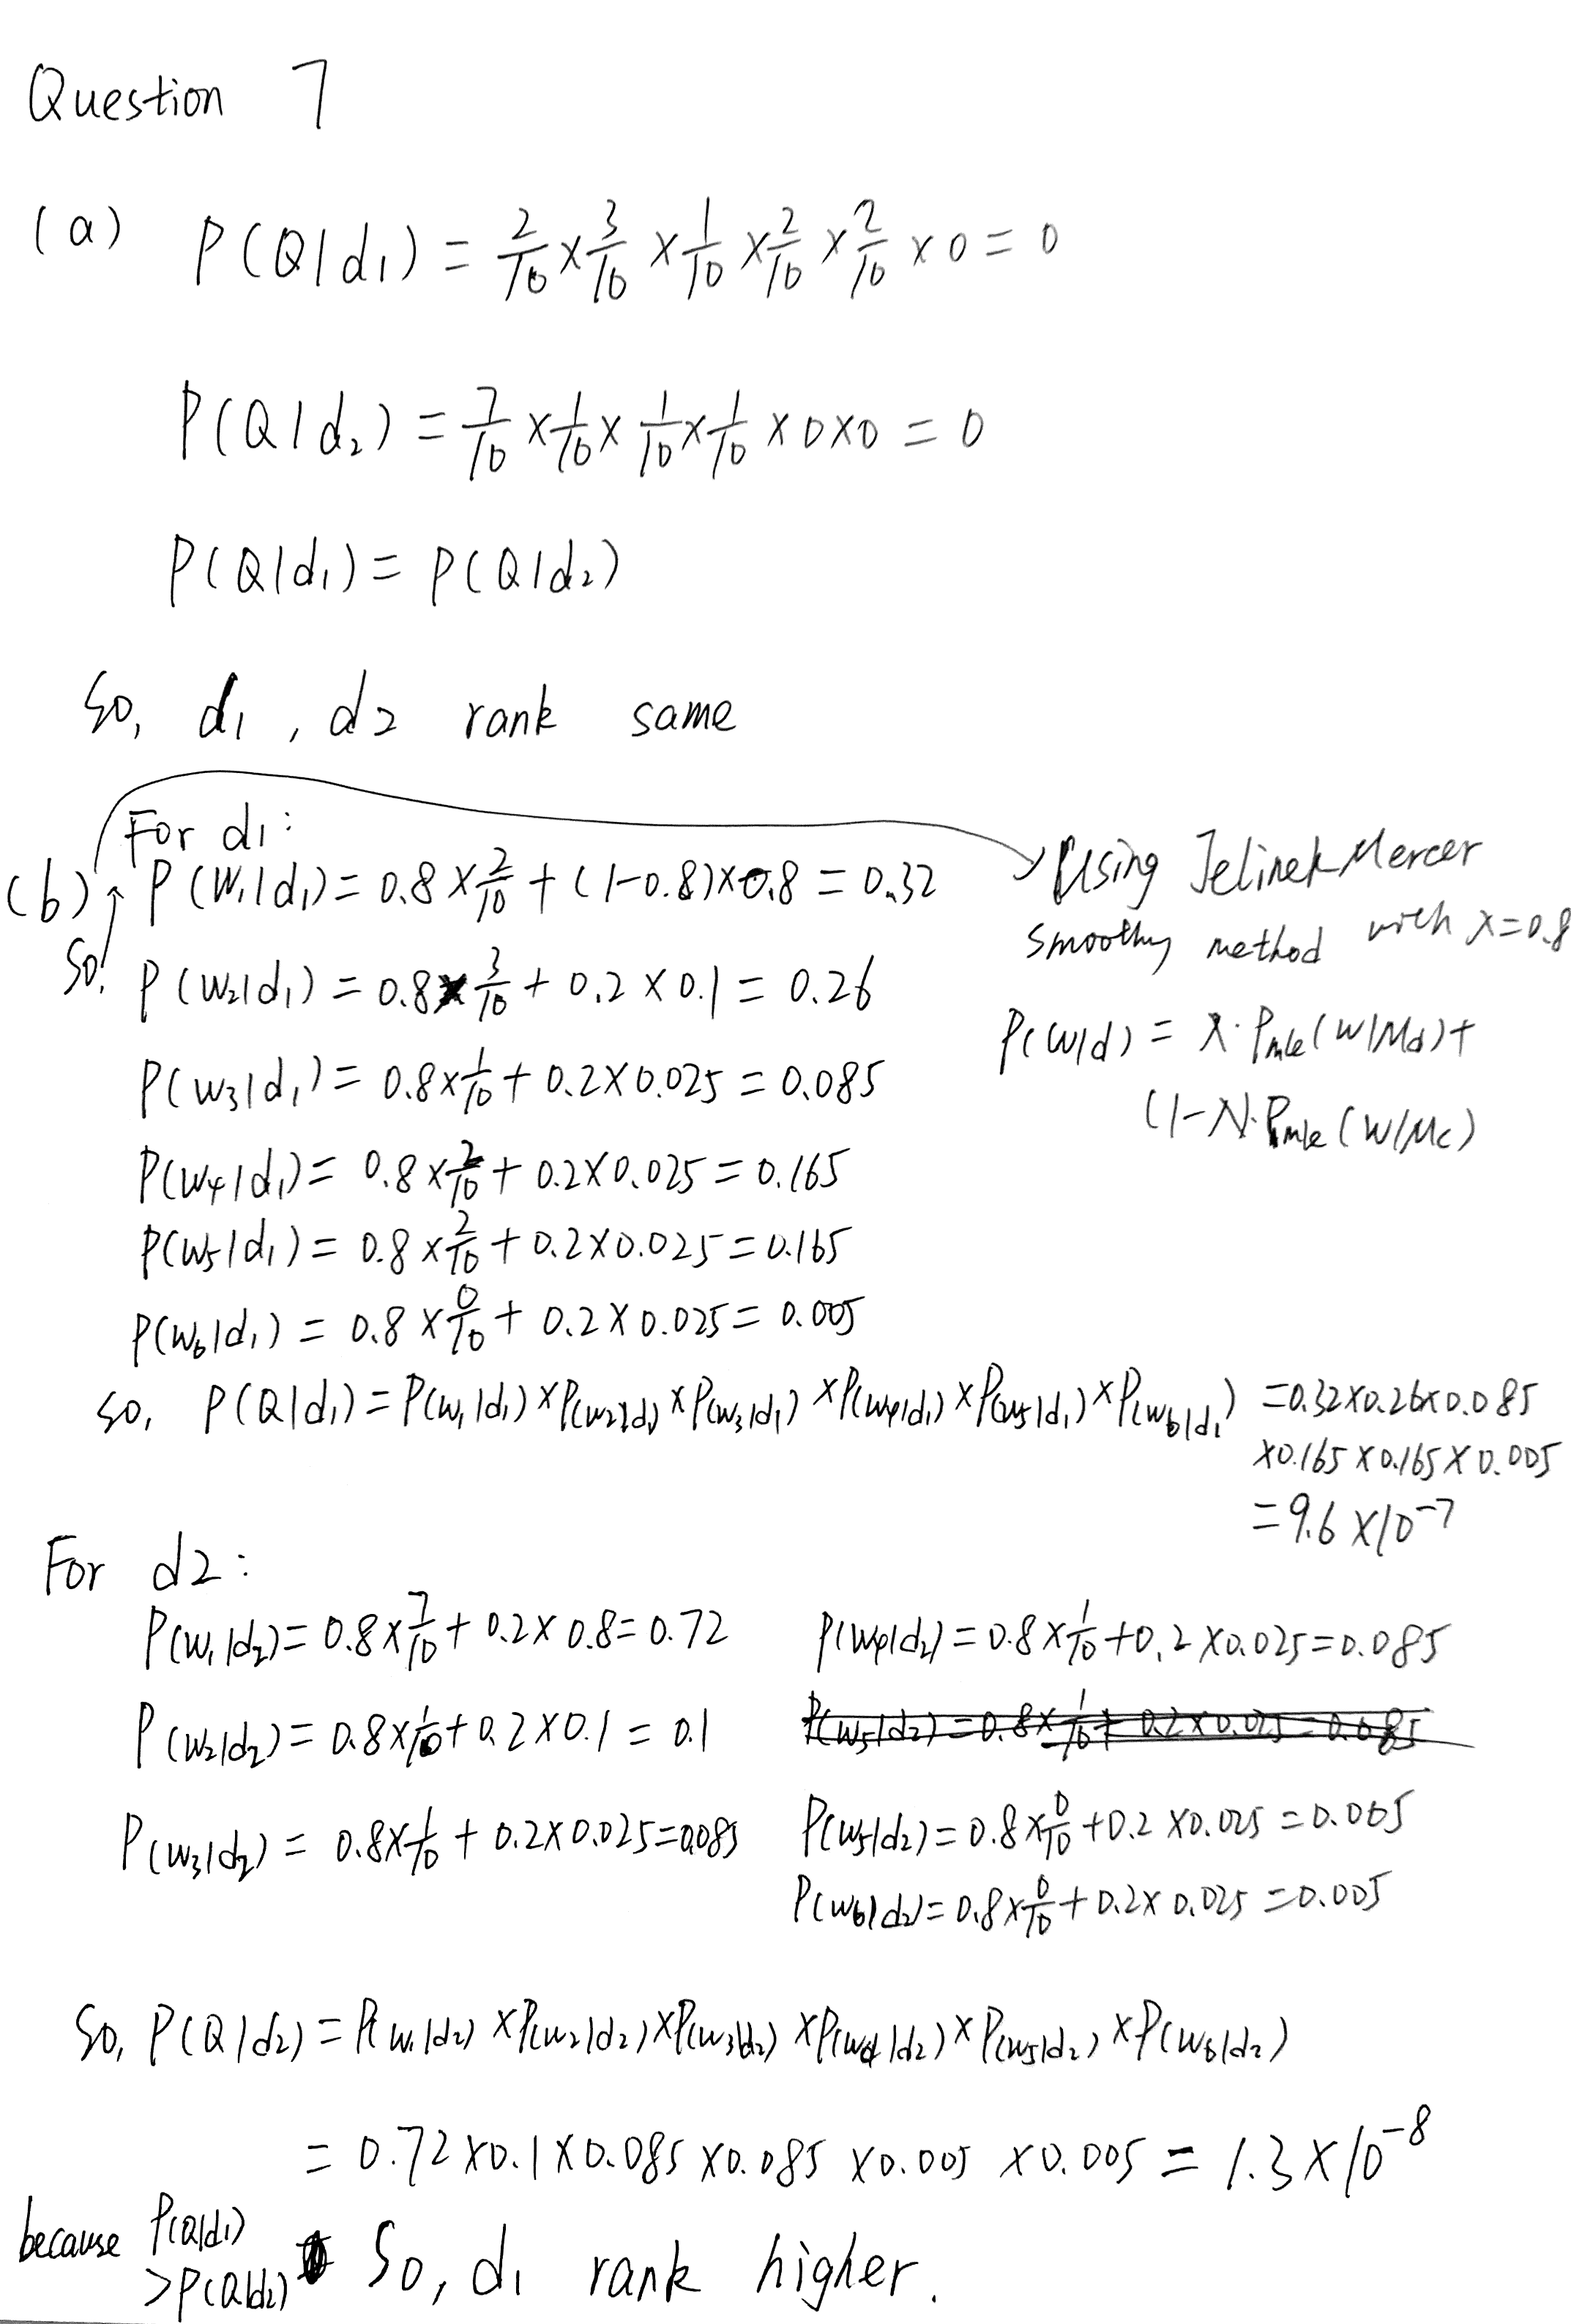 Question 7
(a) P(Q|d₁) = 2/10 × 3/10 × 1/10 × 2/10 × 2/10 × 0 = 0
P(Q|d₂) = 7/10 × 1/10 × 1/10 × 1/10 × 0 × 0 = 0
P(Q|d₁) = P(Q|d₂)
So, d₁, d₂ rank same
For d₁:
(b) P(W₁|d₁) = 0.8 × 2/10 + (1-0.8) × 0.8 = 0.32
So,
P(W₂|d₁) = 0.8 × 3/10 + 0.2 × 0.1 = 0.26
P(W₃|d₁) = 0.8 × 1/10 + 0.2 × 0.025 = 0.085
P(W₄|d₁) = 0.8 × 2/10 + 0.2 × 0.025 = 0.165
P(W₅|d₁) = 0.8 × 2/10 + 0.2 × 0.025 = 0.165
P(W₆|d₁) = 0.8 × 0/10 + 0.2 × 0.025 = 0.005
Using Jelinek Mercer
smoothing method with λ=0.8
P(w|d) = λ · Pmle(w|Md) +
(1-λ) · Pmle(w|Mc)
so, P(Q|d₁) = P(w₁|d₁) × P(w₂|d₁) × P(w₃|d₁) × P(w₄|d₁) × P(w₅|d₁) × P(w₆|d₁) = 0.32 × 0.26 × 0.085
× 0.165 × 0.165 × 0.005
= 9.6 × 10⁻⁷
For d2:
P(W₁|d₂) = 0.8 × 7/10 + 0.2 × 0.8 = 0.72
P(W₂|d₂) = 0.8 × 1/10 + 0.2 × 0.1 = 0.1
P(W₃|d₂) = 0.8 × 1/10 + 0.2 × 0.025 = 0.085
P(W₄|d₂) = 0.8 × 1/10 + 0.2 × 0.025 = 0.085
P(W₅|d₂) = 0.8 × 1/10 + 0.2 × 0.025 = 0.085
P(W₅|d₂) = 0.8 × 0/10 + 0.2 × 0.025 = 0.005
P(W₆|d₂) = 0.8 × 0/10 + 0.2 × 0.025 = 0.005
So, P(Q|d₂) = P(w₁|d₂) × P(w₂|d₂) × P(w₃|d₂) × P(w₄|d₂) × P(w₅|d₂) × P(w₆|d₂)
= 0.72 × 0.1 × 0.085 × 0.085 × 0.005 × 0.005 = 1.3 × 10⁻⁸
because P(Q|d₁)
> P(Q|d₂) So, d₁ rank higher.